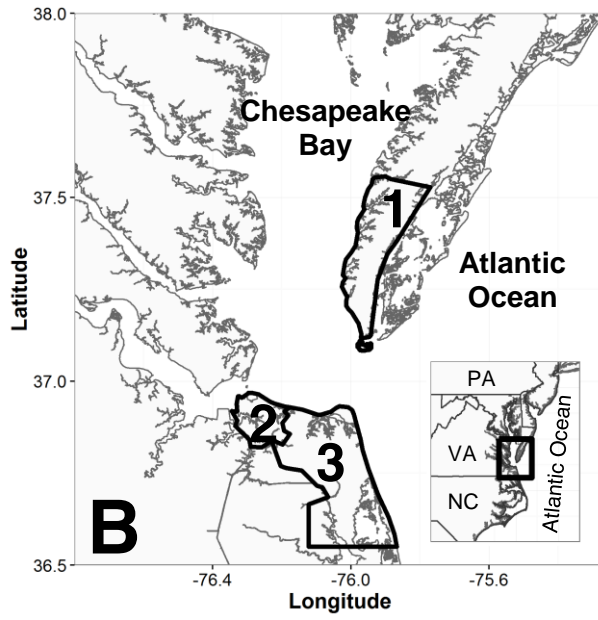 38.0
Chesapeake
Bay
37.5
1
Atlantic
Ocean
Latitude
37.0
PA
2
3
VA
NC
Atlantic Ocean
B
36.5
-76.4
-76.0
-75.6
Longitude